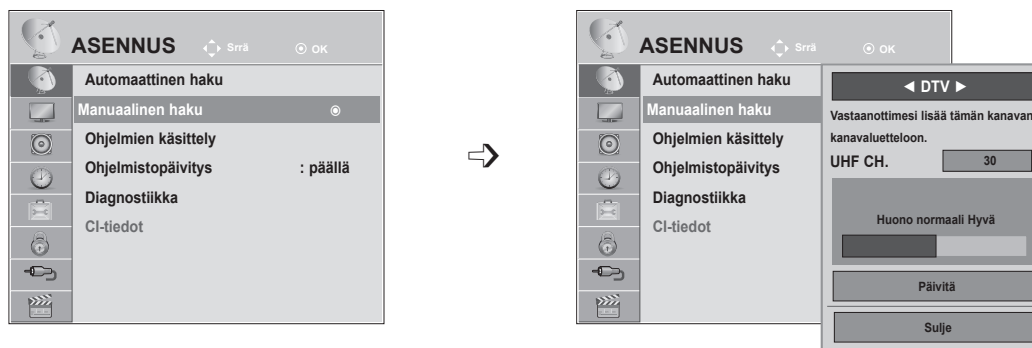 ASENNUS Srrä OK
Automaattinen haku
Manuaalinen haku
Ohjelmien käsittely
Ohjelmistopäivitys : päällä
Diagnostiikka
CI-tiedot
ASENNUS Srrä OK
Automaattinen haku
Manuaalinen haku
Ohjelmien käsittely
Ohjelmistopäivitys
Diagnostiikka
CI-tiedot
◄ DTV ►
Vastaanottimesi lisää tämän kanavan
kanavaluetteloon.
UHF CH. 30
Huono normaali Hyvä
Päivitä
Sulje